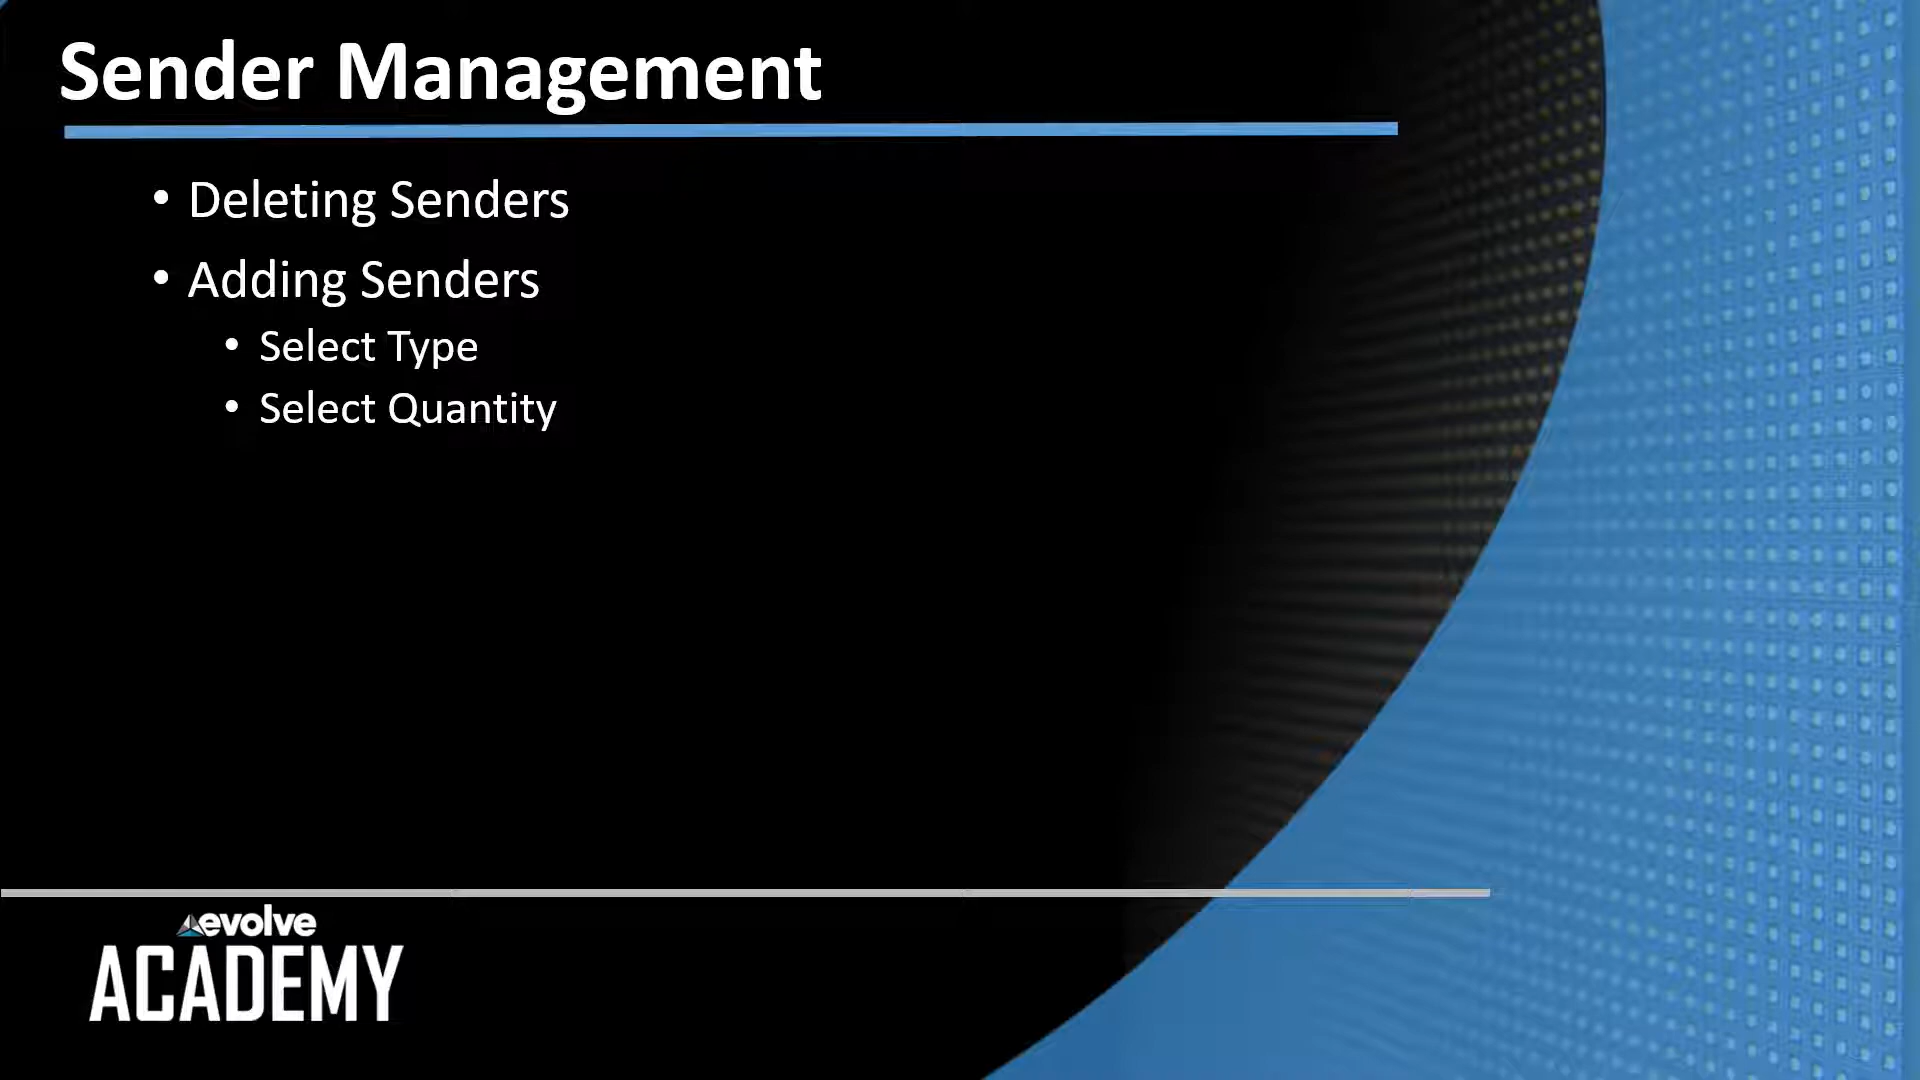 Sender Management
• Deleting Senders
• Adding Senders
• Select Type
• Select Quantity
evolve
ACADEMY